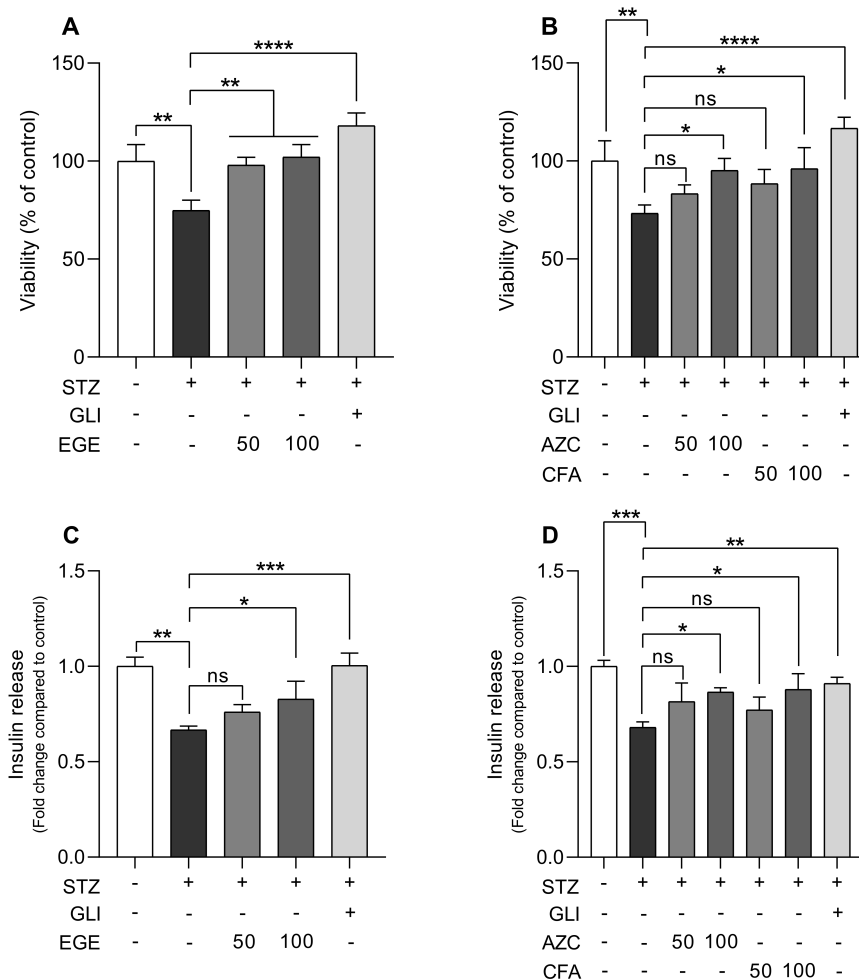 A
Viability (% of control)
150
100
50
0
**
**
****
STZ - + + + +
GLI - - - - +
EGE - - 50 100 -
B
Viability (% of control)
150
100
50
0
**
****
*
ns
*
ns
STZ - + + + + + +
GLI - - - - - - +
AZC - - 50 100 - - -
CFA - - - - 50 100 -
C
Insulin release
(Fold change compared to control)
1.5
1.0
0.5
0.0
***
*
**
ns
STZ - + + + +
GLI - - - - +
EGE - - 50 100 -
D
Insulin release
(Fold change compared to control)
1.5
1.0
0.5
0.0
***
**
*
ns
*
ns
STZ - + + + + + +
GLI - - - - - - +
AZC - - 50 100 - - -
CFA - - - - 50 100 -